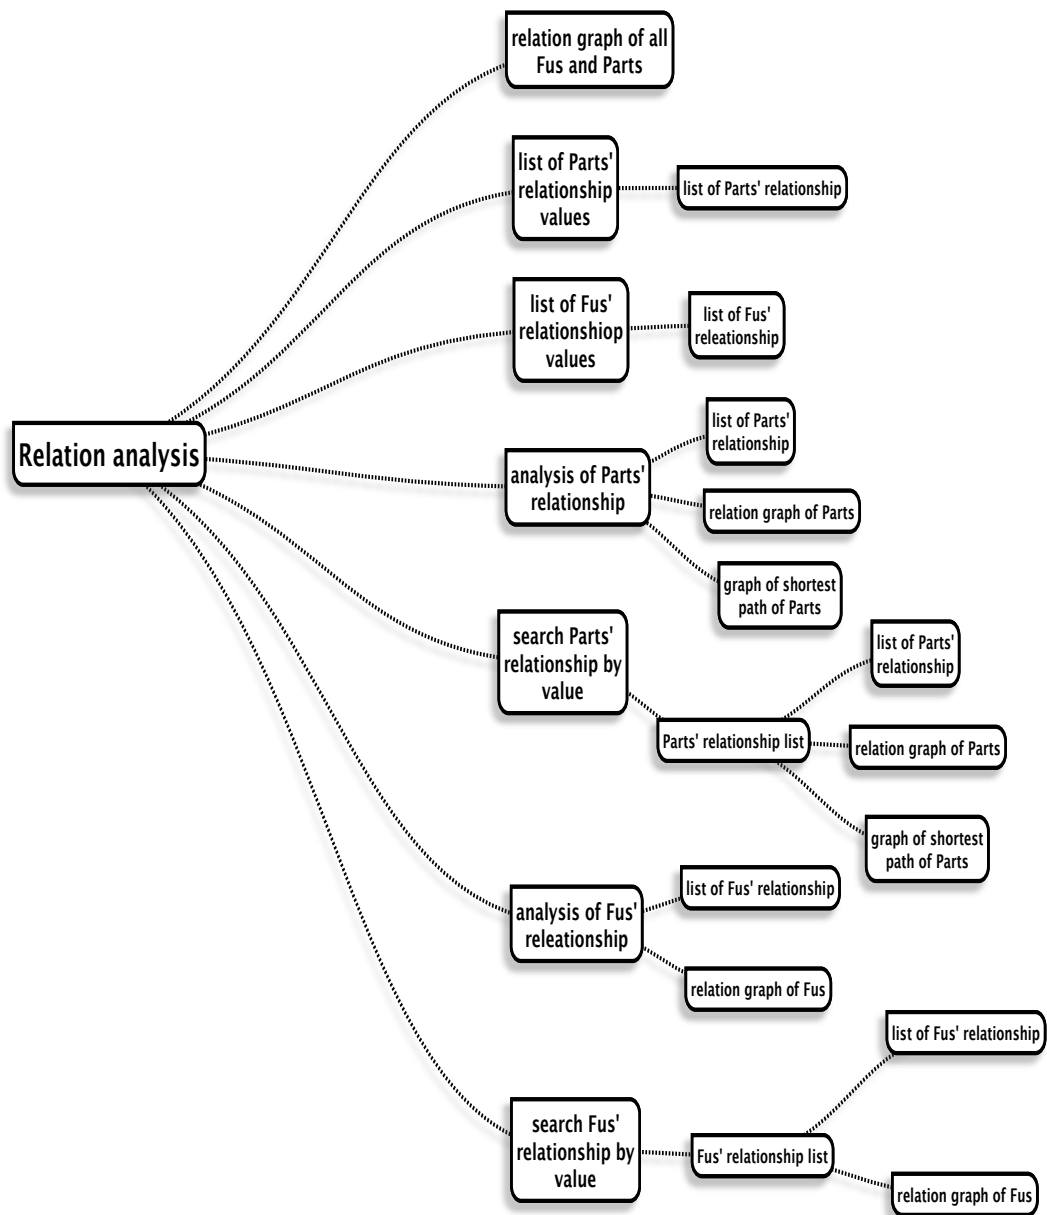 relation graph of all
Fus and Parts
list of Parts'
relationship
values
list of Parts' relationship
list of Fus'
relationshiop
values
list of Fus'
releationship
Relation analysis
analysis of Parts'
relationship
list of Parts'
relationship
relation graph of Parts
graph of shortest
path of Parts
search Parts'
relationship by
value
Parts' relationship list
list of Parts'
relationship
relation graph of Parts
graph of shortest
path of Parts
analysis of Fus'
releationship
list of Fus' relationship
relation graph of Fus
search Fus'
relationship by
value
Fus' relationship list
list of Fus' relationship
relation graph of Fus